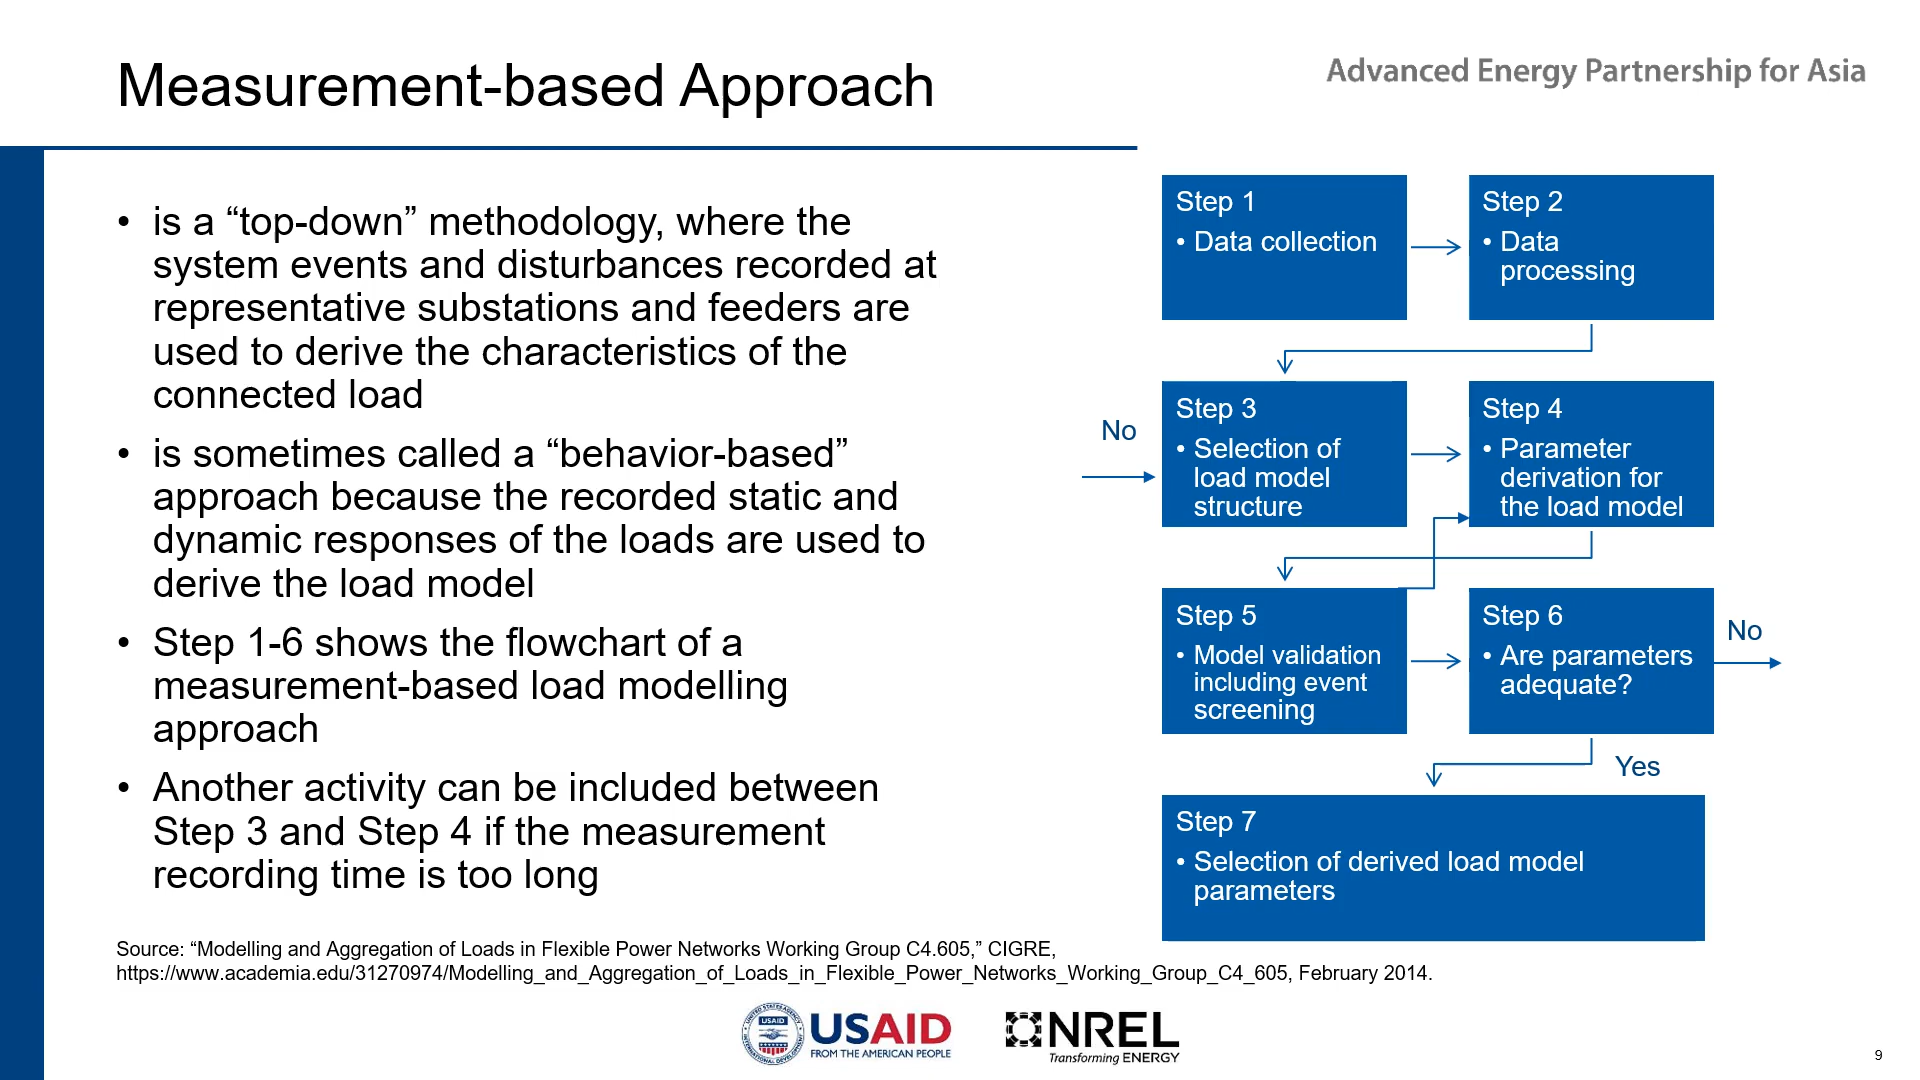 Measurement-based Approach
Advanced Energy Partnership for Asia
• is a “top-down” methodology, where the
system events and disturbances recorded at
representative substations and feeders are
used to derive the characteristics of the
connected load
• is sometimes called a “behavior-based”
approach because the recorded static and
dynamic responses of the loads are used to
derive the load model
• Step 1-6 shows the flowchart of a
measurement-based load modelling
approach
• Another activity can be included between
Step 3 and Step 4 if the measurement
recording time is too long
Step 1
• Data collection
Step 2
• Data
processing
No
Step 3
• Selection of
load model
structure
Step 4
• Parameter
derivation for
the load model
Step 5
• Model validation
including event
screening
Step 6
• Are parameters
adequate?
No
Yes
Step 7
• Selection of derived load model
parameters
Source: “Modelling and Aggregation of Loads in Flexible Power Networks Working Group C4.605,” CIGRE,
https://www.academia.edu/31270974/Modelling_and_Aggregation_of_Loads_in_Flexible_Power_Networks_Working_Group_C4_605, February 2014.
UNITED STATES AGENCY
USAID
INTERNATIONAL DEVELOPMENT
USAID
FROM THE AMERICAN PEOPLE
NREL
Transforming ENERGY
9